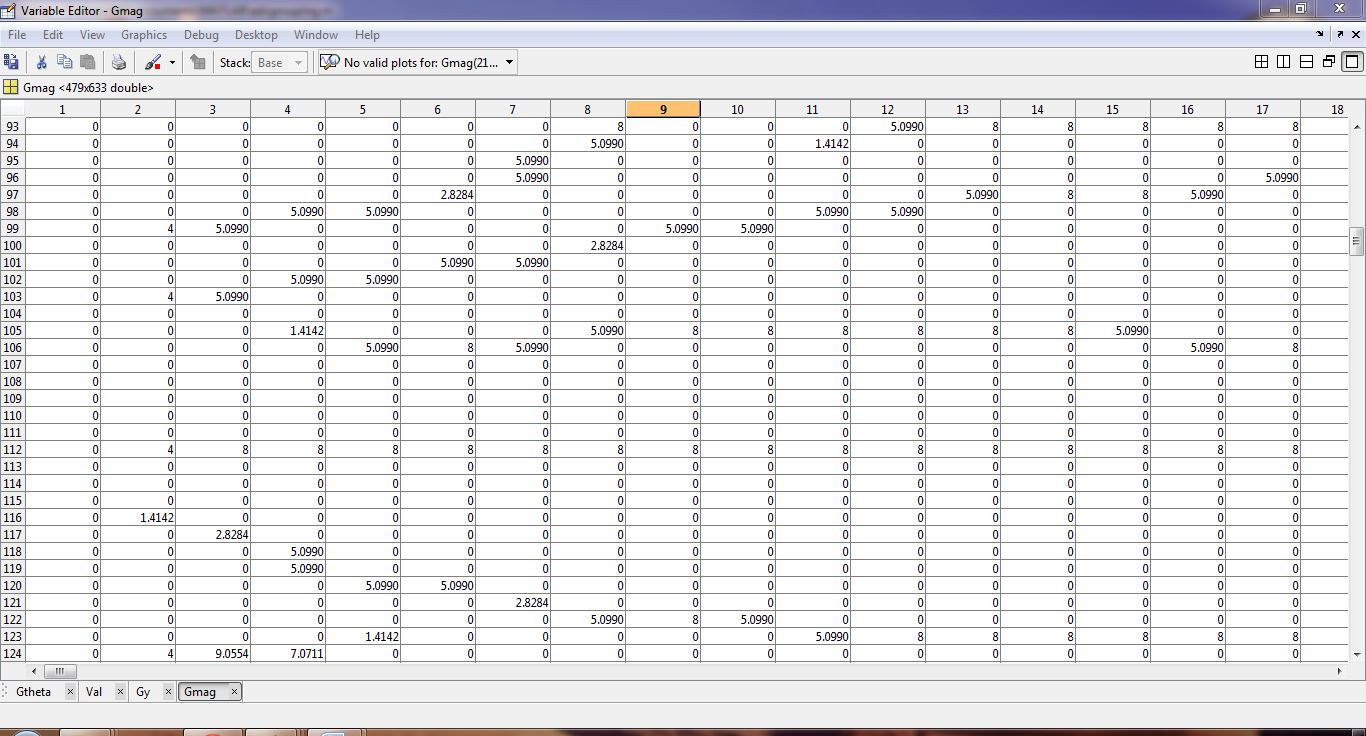 Variable Editor - Gmag
File Edit View Graphics Debug Desktop Window Help
Stack: Base No valid plots for: Gmag(21...
Gmag <479x633 double>
1 2 3 4 5 6 7 8 9 10 11 12 13 14 15 16 17 18
93 0 0 0 0 0 0 0 8 0 0 0 5.0990 8 8 8 8 8
94 0 0 0 0 0 0 0 5.0990 0 0 1.4142 0 0 0 0 0 0
95 0 0 0 0 0 0 5.0990 0 0 0 0 0 0 0 0 0 0
96 0 0 0 0 0 0 5.0990 0 0 0 0 0 0 0 0 0 5.0990
97 0 0 0 0 0 2.8284 0 0 0 0 0 0 5.0990 8 8 5.0990 0
98 0 0 0 5.0990 5.0990 0 0 0 0 0 5.0990 5.0990 0 0 0 0 0
99 0 4 5.0990 0 0 0 0 0 5.0990 5.0990 0 0 0 0 0 0 0
100 0 0 0 0 0 0 0 2.8284 0 0 0 0 0 0 0 0 0
101 0 0 0 0 0 5.0990 5.0990 0 0 0 0 0 0 0 0 0 0
102 0 0 0 5.0990 5.0990 0 0 0 0 0 0 0 0 0 0 0 0
103 0 4 5.0990 0 0 0 0 0 0 0 0 0 0 0 0 0 0
104 0 0 0 0 0 0 0 0 0 0 0 0 0 0 0 0 0
105 0 0 0 1.4142 0 0 0 5.0990 8 8 8 8 8 8 5.0990 0 0
106 0 0 0 0 5.0990 8 5.0990 0 0 0 0 0 0 0 0 5.0990 8
107 0 0 0 0 0 0 0 0 0 0 0 0 0 0 0 0 0
108 0 0 0 0 0 0 0 0 0 0 0 0 0 0 0 0 0
109 0 0 0 0 0 0 0 0 0 0 0 0 0 0 0 0 0
110 0 0 0 0 0 0 0 0 0 0 0 0 0 0 0 0 0
111 0 0 0 0 0 0 0 0 0 0 0 0 0 0 0 0 0
112 0 4 8 8 8 8 8 8 8 8 8 8 8 8 8 8 8
113 0 0 0 0 0 0 0 0 0 0 0 0 0 0 0 0 0
114 0 0 0 0 0 0 0 0 0 0 0 0 0 0 0 0 0
115 0 0 0 0 0 0 0 0 0 0 0 0 0 0 0 0 0
116 0 1.4142 0 0 0 0 0 0 0 0 0 0 0 0 0 0 0
117 0 0 2.8284 0 0 0 0 0 0 0 0 0 0 0 0 0 0
118 0 0 0 5.0990 0 0 0 0 0 0 0 0 0 0 0 0 0
119 0 0 0 5.0990 0 0 0 0 0 0 0 0 0 0 0 0 0
120 0 0 0 0 5.0990 5.0990 0 0 0 0 0 0 0 0 0 0 0
121 0 0 0 0 0 0 2.8284 0 0 0 0 0 0 0 0 0 0
122 0 0 0 0 0 0 0 5.0990 8 5.0990 0 0 0 0 0 0 0
123 0 0 0 0 1.4142 0 0 0 0 0 5.0990 8 8 8 8 8 8
124 0 4 9.0554 7.0711 0 0 0 0 0 0 0 0 0 0 0 0 0
Gtheta Val Gy Gmag